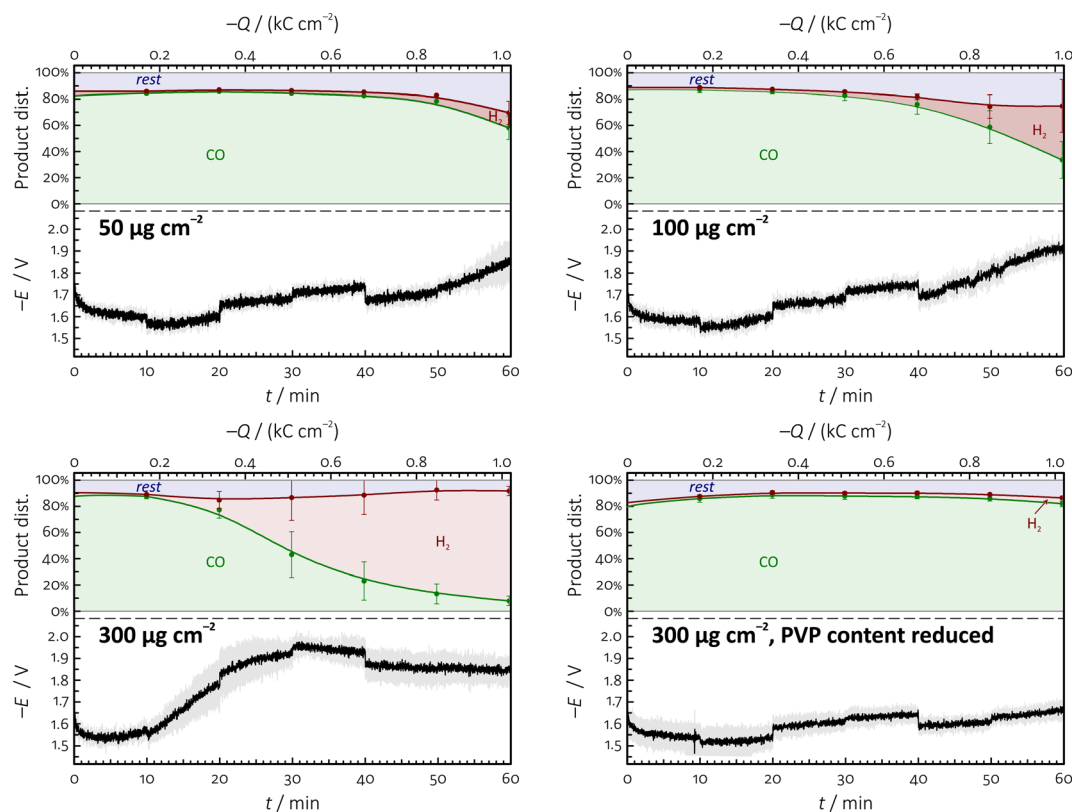 −Q / (kC cm⁻²)
0 0.2 0.4 0.6 0.8 1.0
100%
80%
60%
40%
20%
0%
Product dist.
rest
H₂
CO
50 µg cm⁻²
2.0
1.9
1.8
1.7
1.6
1.5
−E / V
0 10 20 30 40 50 60
t / min
−Q / (kC cm⁻²)
0 0.2 0.4 0.6 0.8 1.0
100%
80%
60%
40%
20%
0%
Product dist.
rest
H₂
CO
100 µg cm⁻²
2.0
1.9
1.8
1.7
1.6
1.5
−E / V
0 10 20 30 40 50 60
t / min
−Q / (kC cm⁻²)
0 0.2 0.4 0.6 0.8 1.0
100%
80%
60%
40%
20%
0%
Product dist.
rest
H₂
CO
300 µg cm⁻²
2.0
1.9
1.8
1.7
1.6
1.5
−E / V
0 10 20 30 40 50 60
t / min
−Q / (kC cm⁻²)
0 0.2 0.4 0.6 0.8 1.0
100%
80%
60%
40%
20%
0%
Product dist.
rest
H₂
CO
300 µg cm⁻², PVP content reduced
2.0
1.9
1.8
1.7
1.6
1.5
−E / V
0 10 20 30 40 50 60
t / min